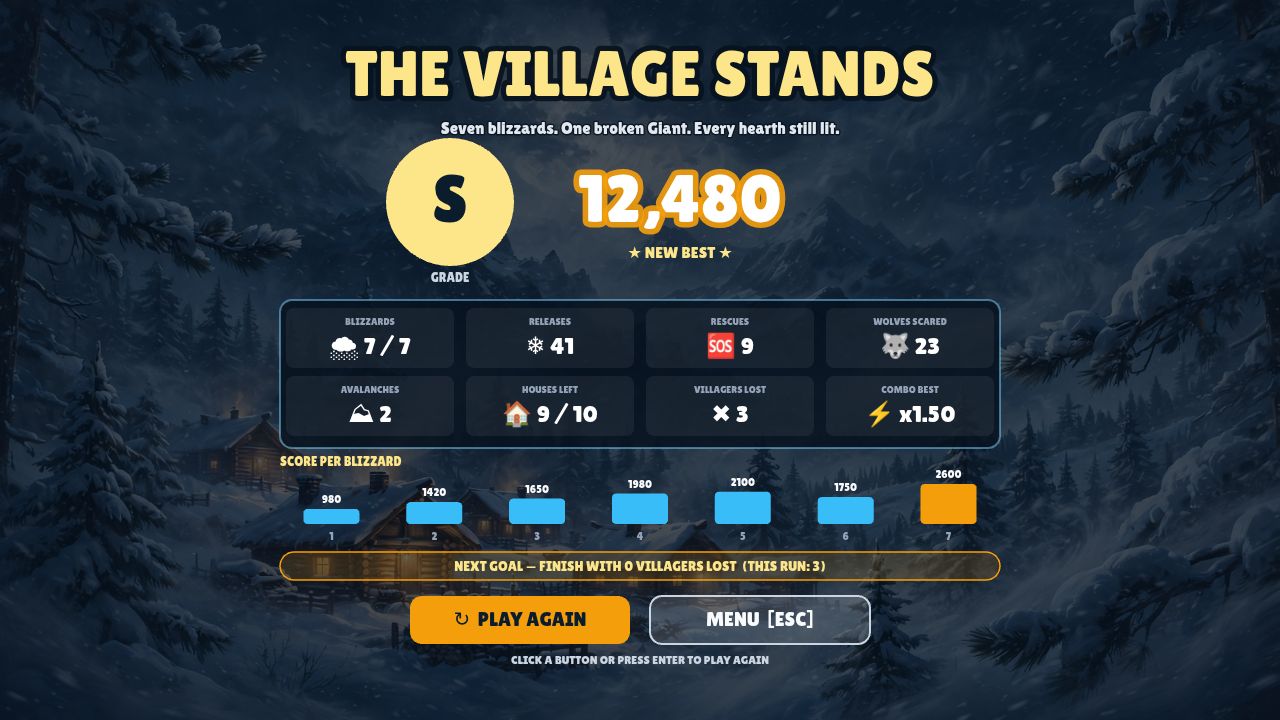 THE VILLAGE STANDS
Seven blizzards. One broken Giant. Every hearth still lit.
S
GRADE
12,480
★ NEW BEST ★
BLIZZARDS
7 / 7
RELEASES
❄ 41
RESCUES
🆘 9
WOLVES SCARED
23
AVALANCHES
2
HOUSES LEFT
9 / 10
VILLAGERS LOST
✖ 3
COMBO BEST
⚡ x1.50
SCORE PER BLIZZARD
980
1420
1650
1980
2100
1750
2600
1
2
3
4
5
6
7
NEXT GOAL — FINISH WITH 0 VILLAGERS LOST (THIS RUN: 3)
↻ PLAY AGAIN
MENU [ESC]
CLICK A BUTTON OR PRESS ENTER TO PLAY AGAIN